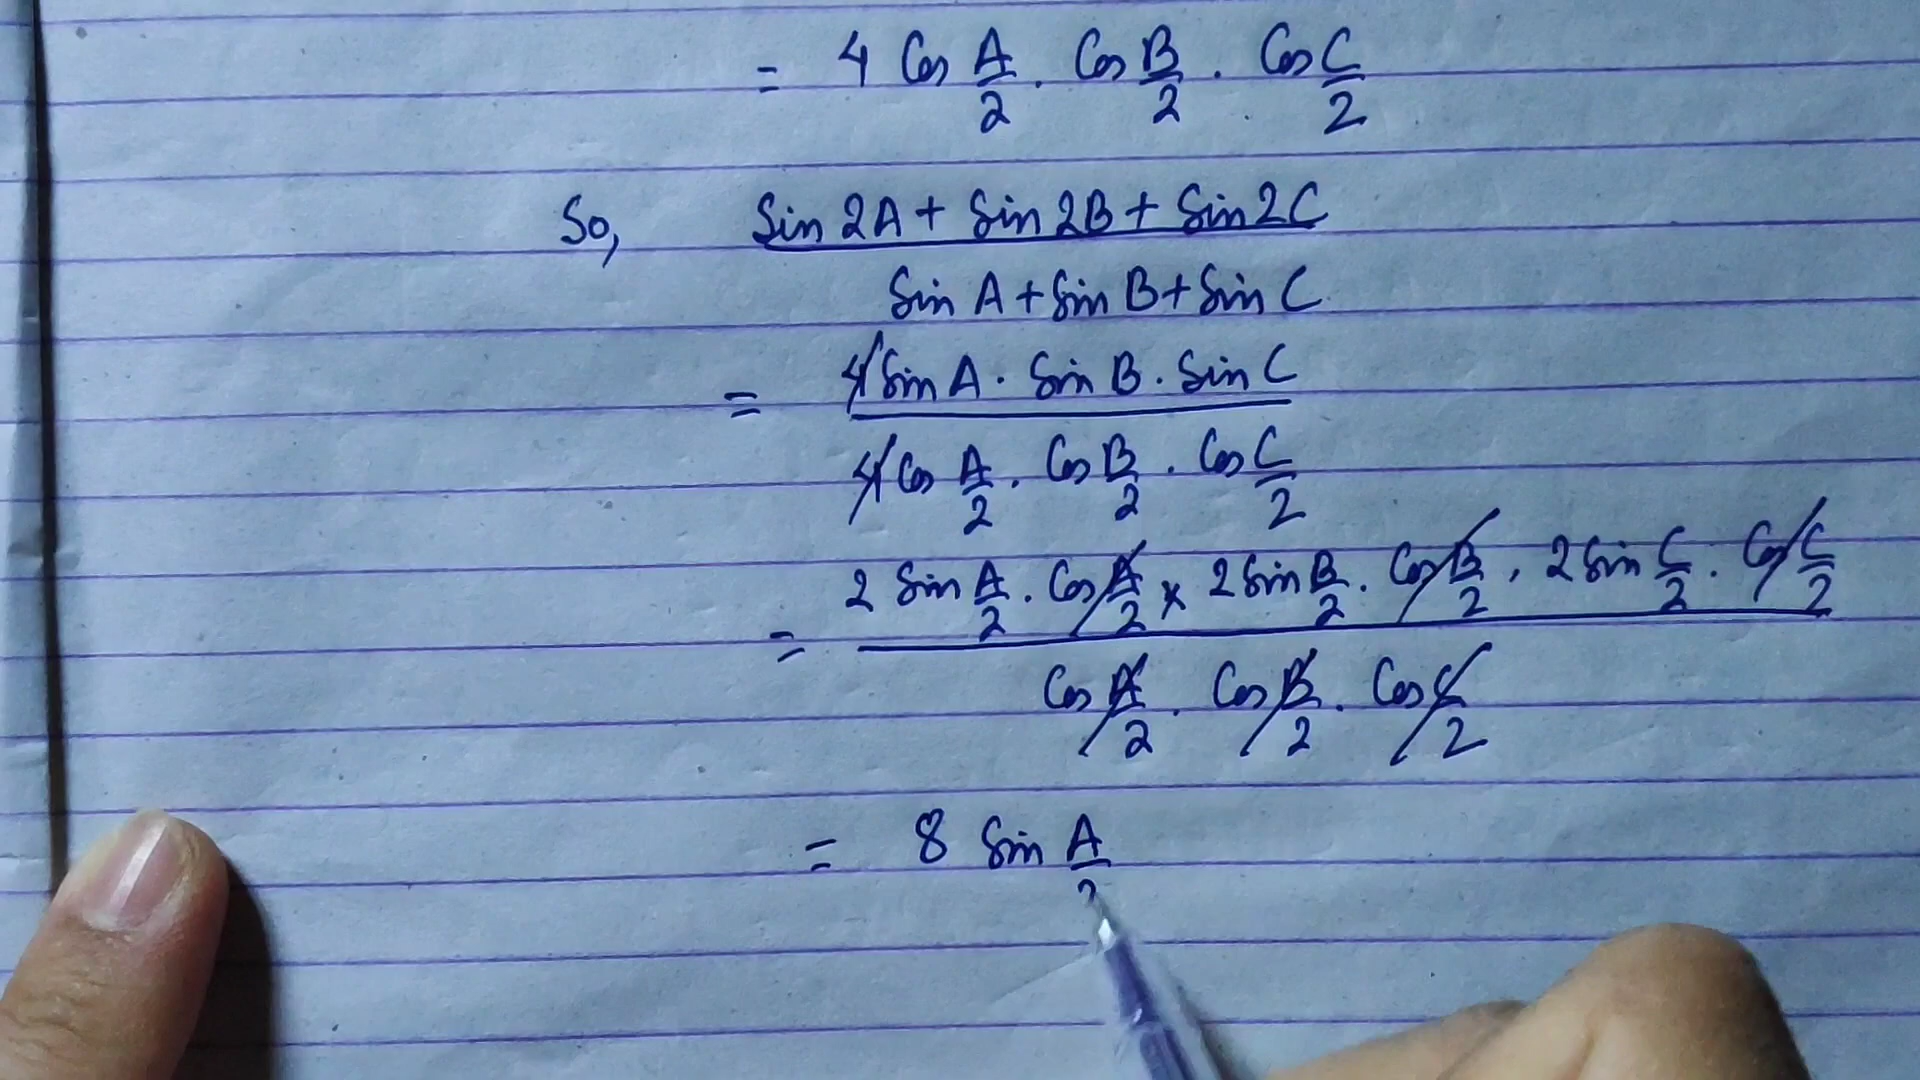 = 4 Cos A/2 . Cos B/2 . Cos C/2
So, Sin 2A + Sin 2B + Sin 2C
Sin A + Sin B + Sin C
= 4 Sin A . Sin B . Sin C
4 Cos A/2 . Cos B/2 . Cos C/2
= 2 Sin A/2 . Cos A/2 × 2 Sin B/2 . Cos B/2 . 2 Sin C/2 . Cos C/2
Cos A/2 . Cos B/2 . Cos C/2
= 8 Sin A/2